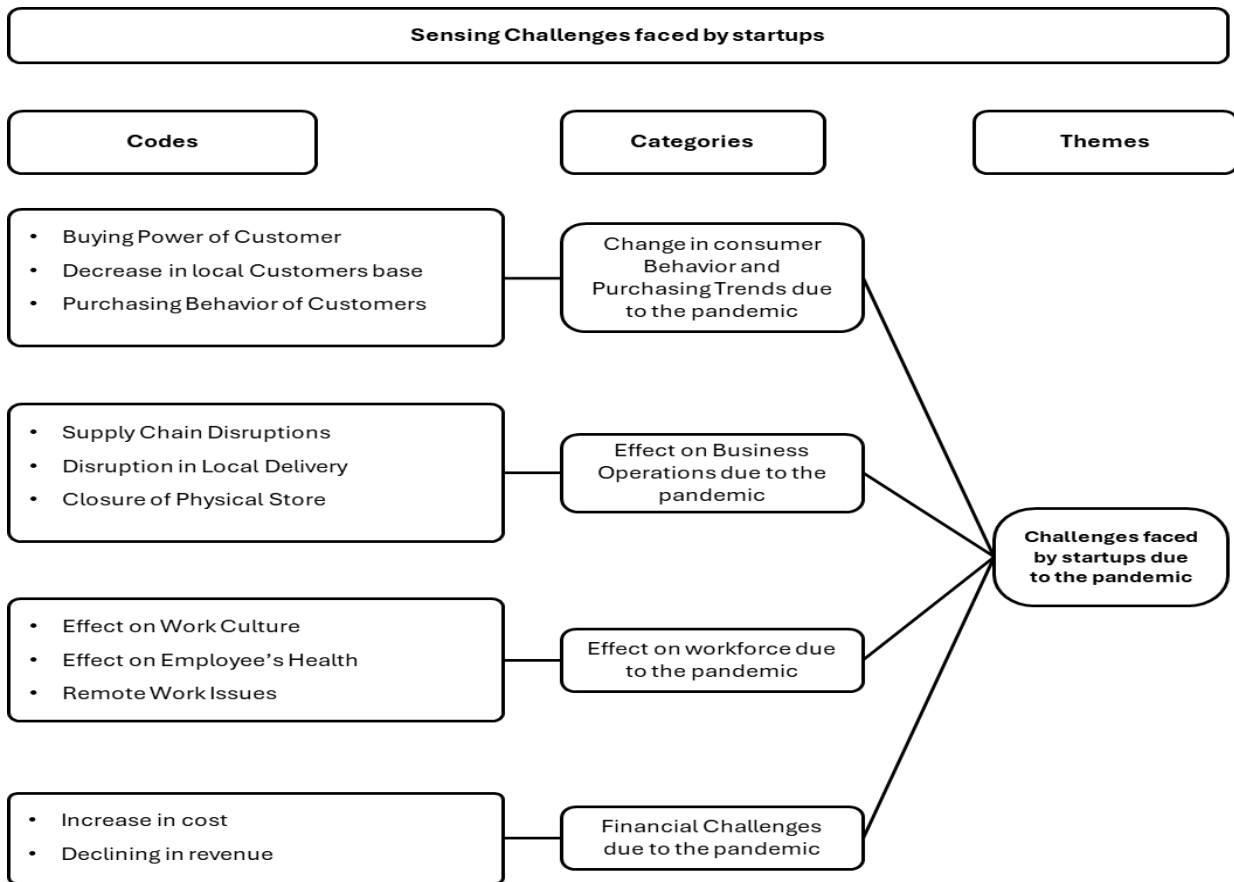 Sensing Challenges faced by startups
Codes
Categories
Themes
• Buying Power of Customer
• Decrease in local Customers base
• Purchasing Behavior of Customers
Change in consumer
Behavior and
Purchasing Trends due
to the pandemic
• Supply Chain Disruptions
• Disruption in Local Delivery
• Closure of Physical Store
Effect on Business
Operations due to the
pandemic
Challenges faced
by startups due
to the pandemic
• Effect on Work Culture
• Effect on Employee’s Health
• Remote Work Issues
Effect on workforce due
to the pandemic
• Increase in cost
• Declining in revenue
Financial Challenges
due to the pandemic